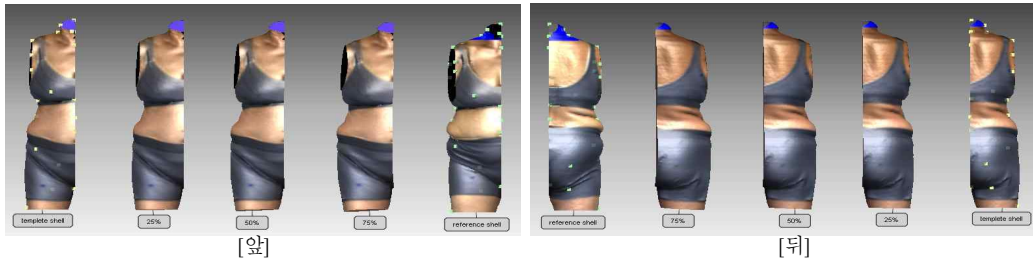 templete shell 25% 50% 75% reference shell
reference shell 75% 50% 25% templete shell
[앞]
[뒤]